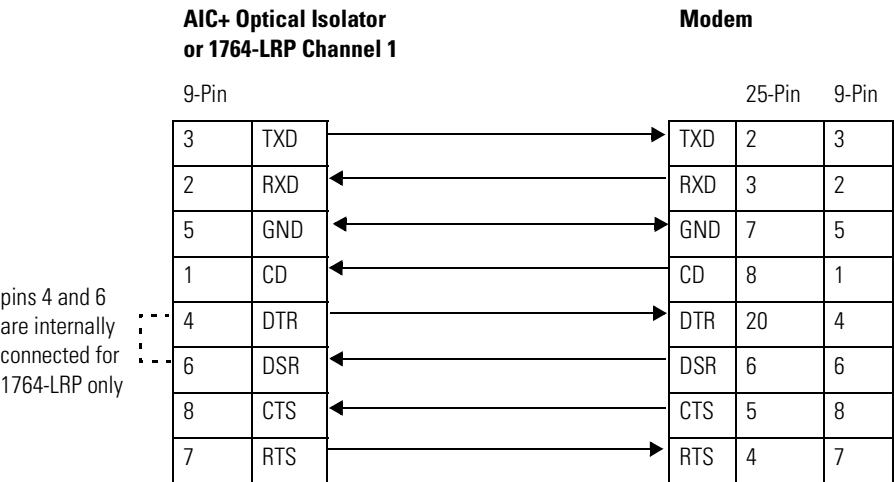 AIC+ Optical Isolator
or 1764-LRP Channel 1
Modem
9-Pin
25-Pin 9-Pin
3 TXD TXD 2 3
2 RXD RXD 3 2
5 GND GND 7 5
1 CD CD 8 1
4 DTR DTR 20 4
6 DSR DSR 6 6
8 CTS CTS 5 8
7 RTS RTS 4 7
pins 4 and 6
are internally
connected for
1764-LRP only